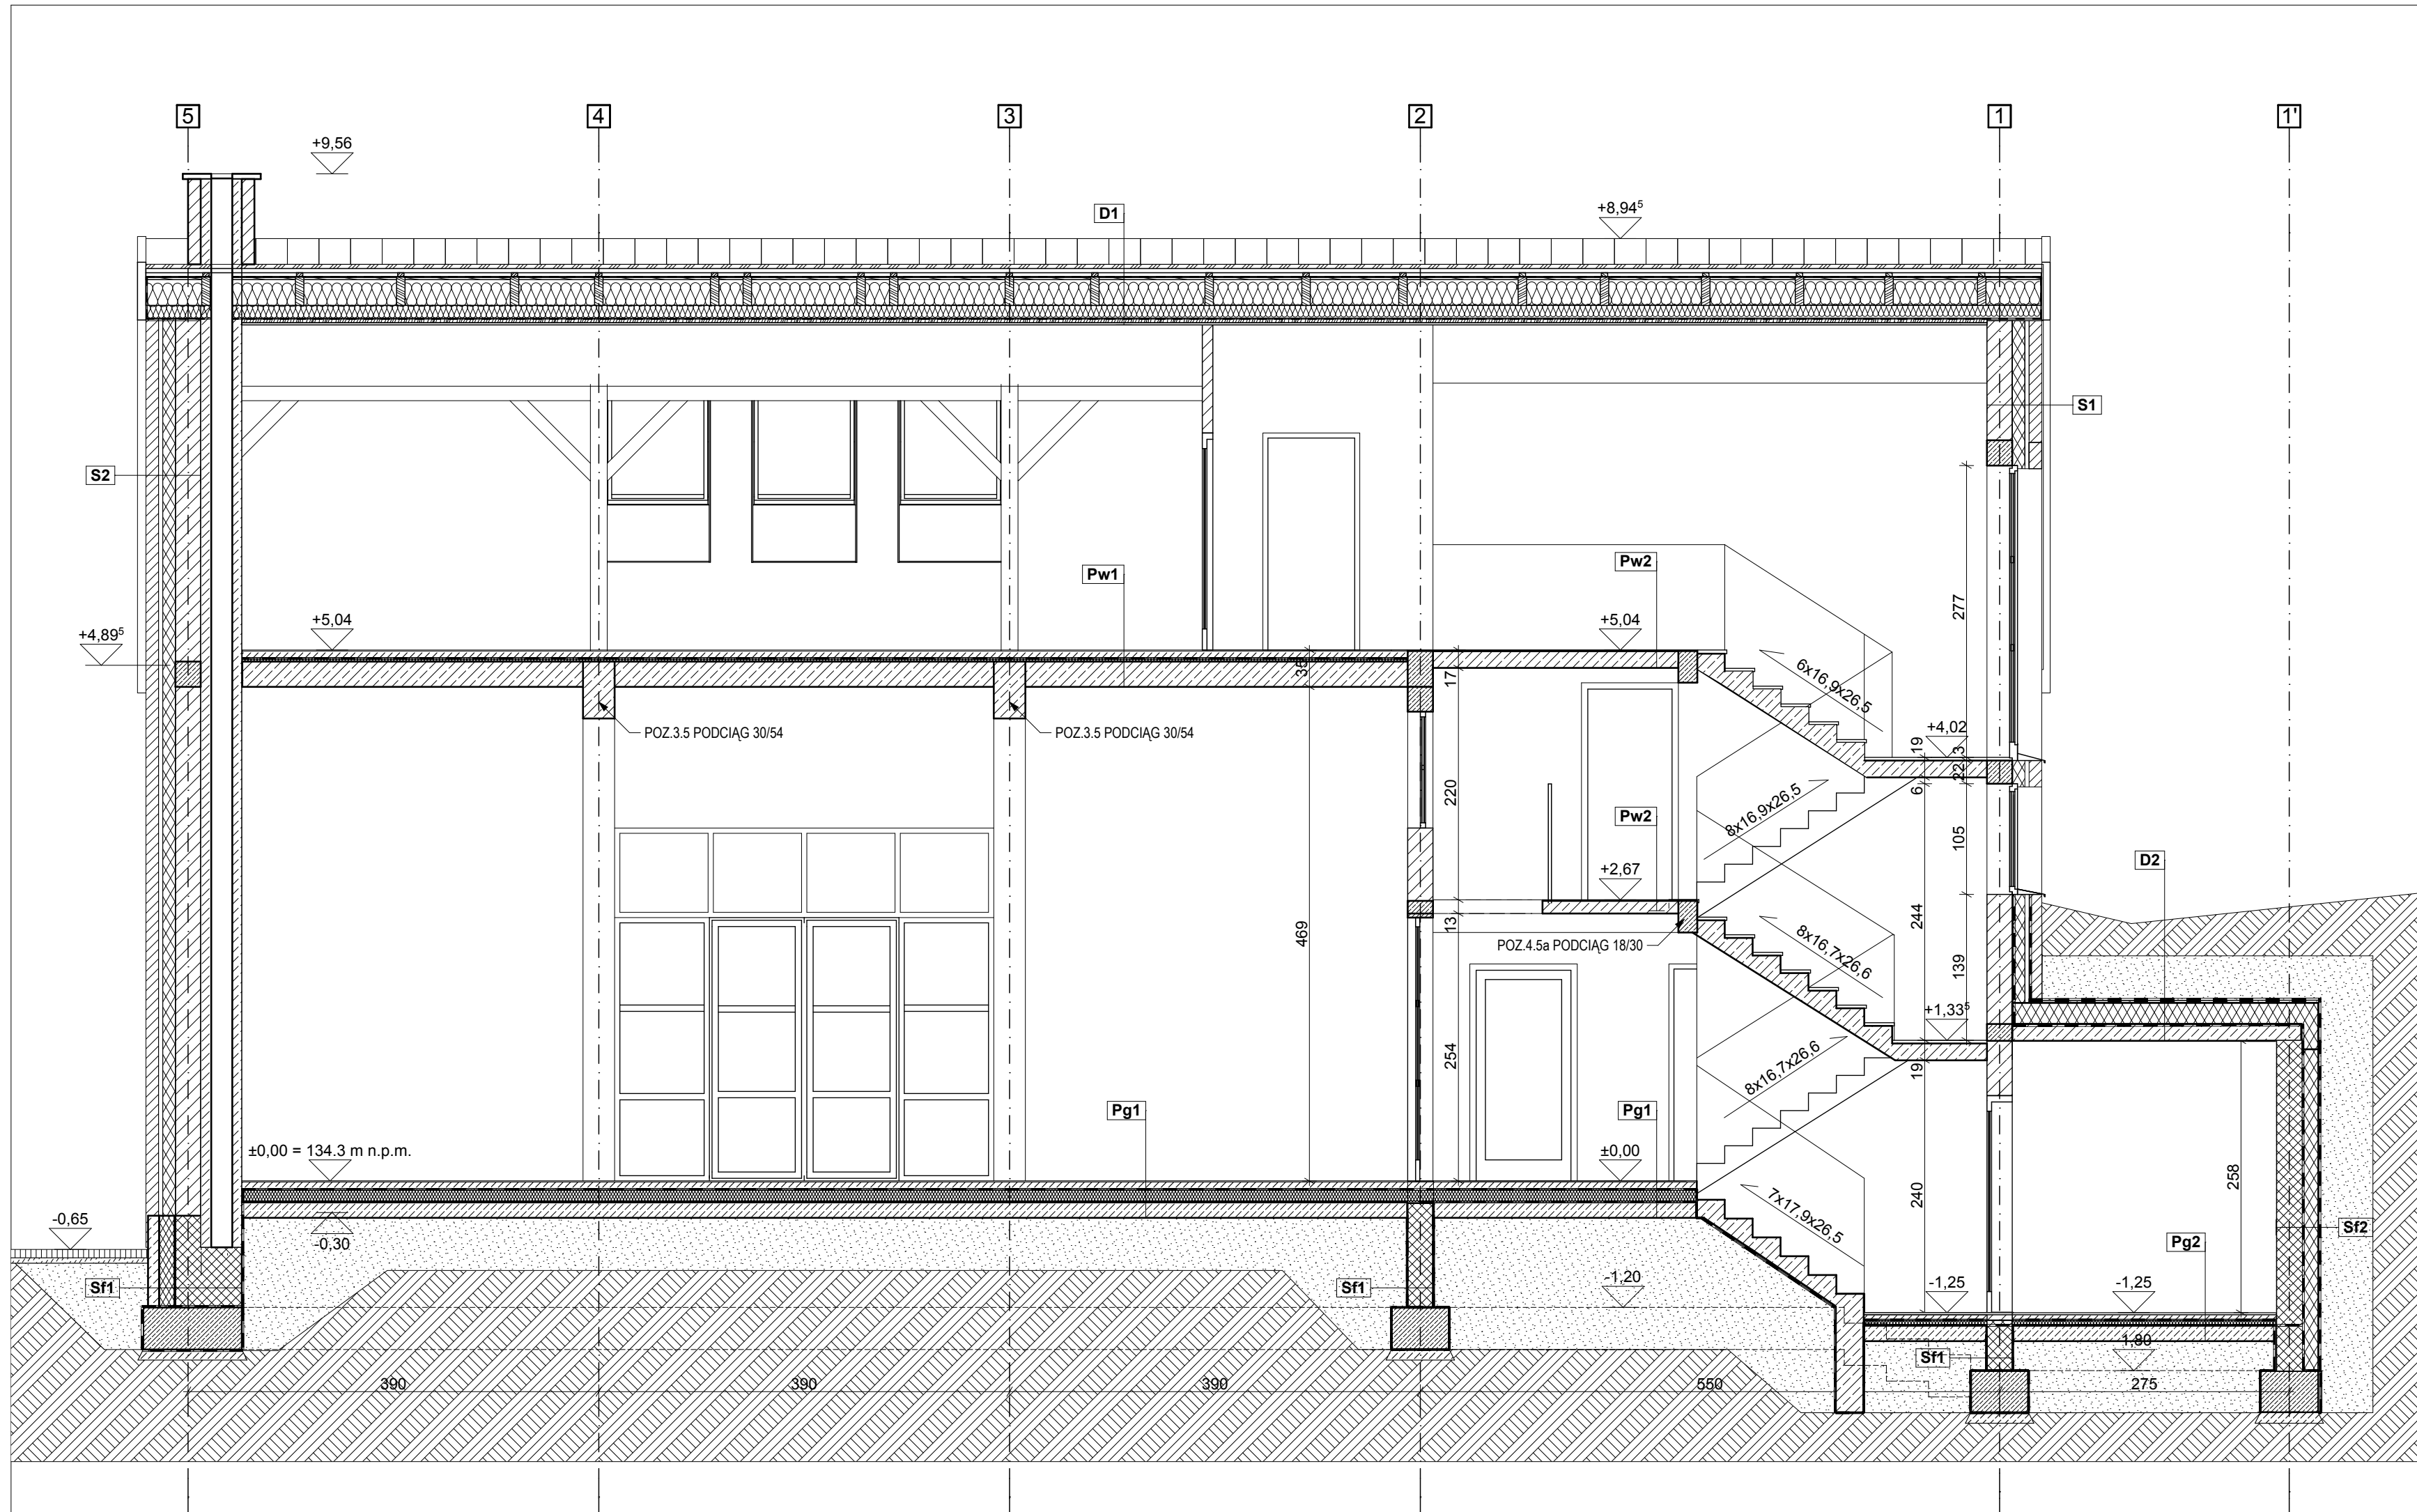 5
4
3
2
1
1'
+9,56
D1
+8,94⁵
S1
S2
277
Pw1
Pw2
+4,89⁵
+5,04
+5,04
35
17
6x16,9x26,5
+4,02
19
3
22
6
POZ.3.5 PODCIĄG 30/54
POZ.3.5 PODCIĄG 30/54
220
8x16,9x26,5
Pw2
105
D2
+2,67
13
469
POZ.4.5a PODCIĄG 18/30
8x16,7x26,6
244
139
+1,33⁵
254
8x16,7x26,6
19
Pg1
Pg1
±0,00 = 134.3 m n.p.m.
±0,00
258
240
-0,65
-0,30
7x17,9x26,5
Sf2
Pg2
Sf1
Sf1
-1,20
-1,25
-1,25
-1,80
Sf1
390
390
390
550
275